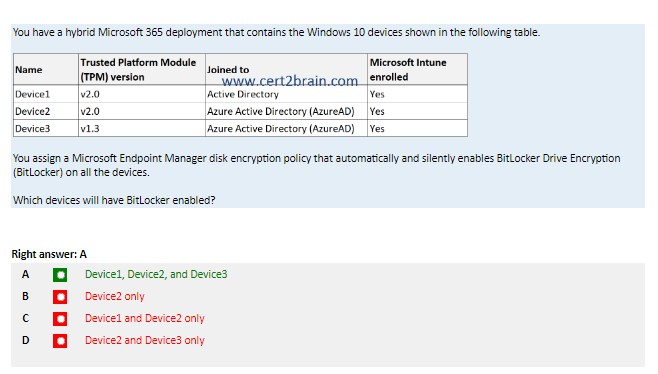 You have a hybrid Microsoft 365 deployment that contains the Windows 10 devices shown in the following table.
Name | Trusted Platform Module (TPM) version | Joined to | Microsoft Intune enrolled
www.cert2brain.com
Device1 | v2.0 | Active Directory | Yes
Device2 | v2.0 | Azure Active Directory (AzureAD) | Yes
Device3 | v1.3 | Azure Active Directory (AzureAD) | Yes
You assign a Microsoft Endpoint Manager disk encryption policy that automatically and silently enables BitLocker Drive Encryption
(BitLocker) on all the devices.
Which devices will have BitLocker enabled?
Right answer: A
A Device1, Device2, and Device3
B Device2 only
C Device1 and Device2 only
D Device2 and Device3 only